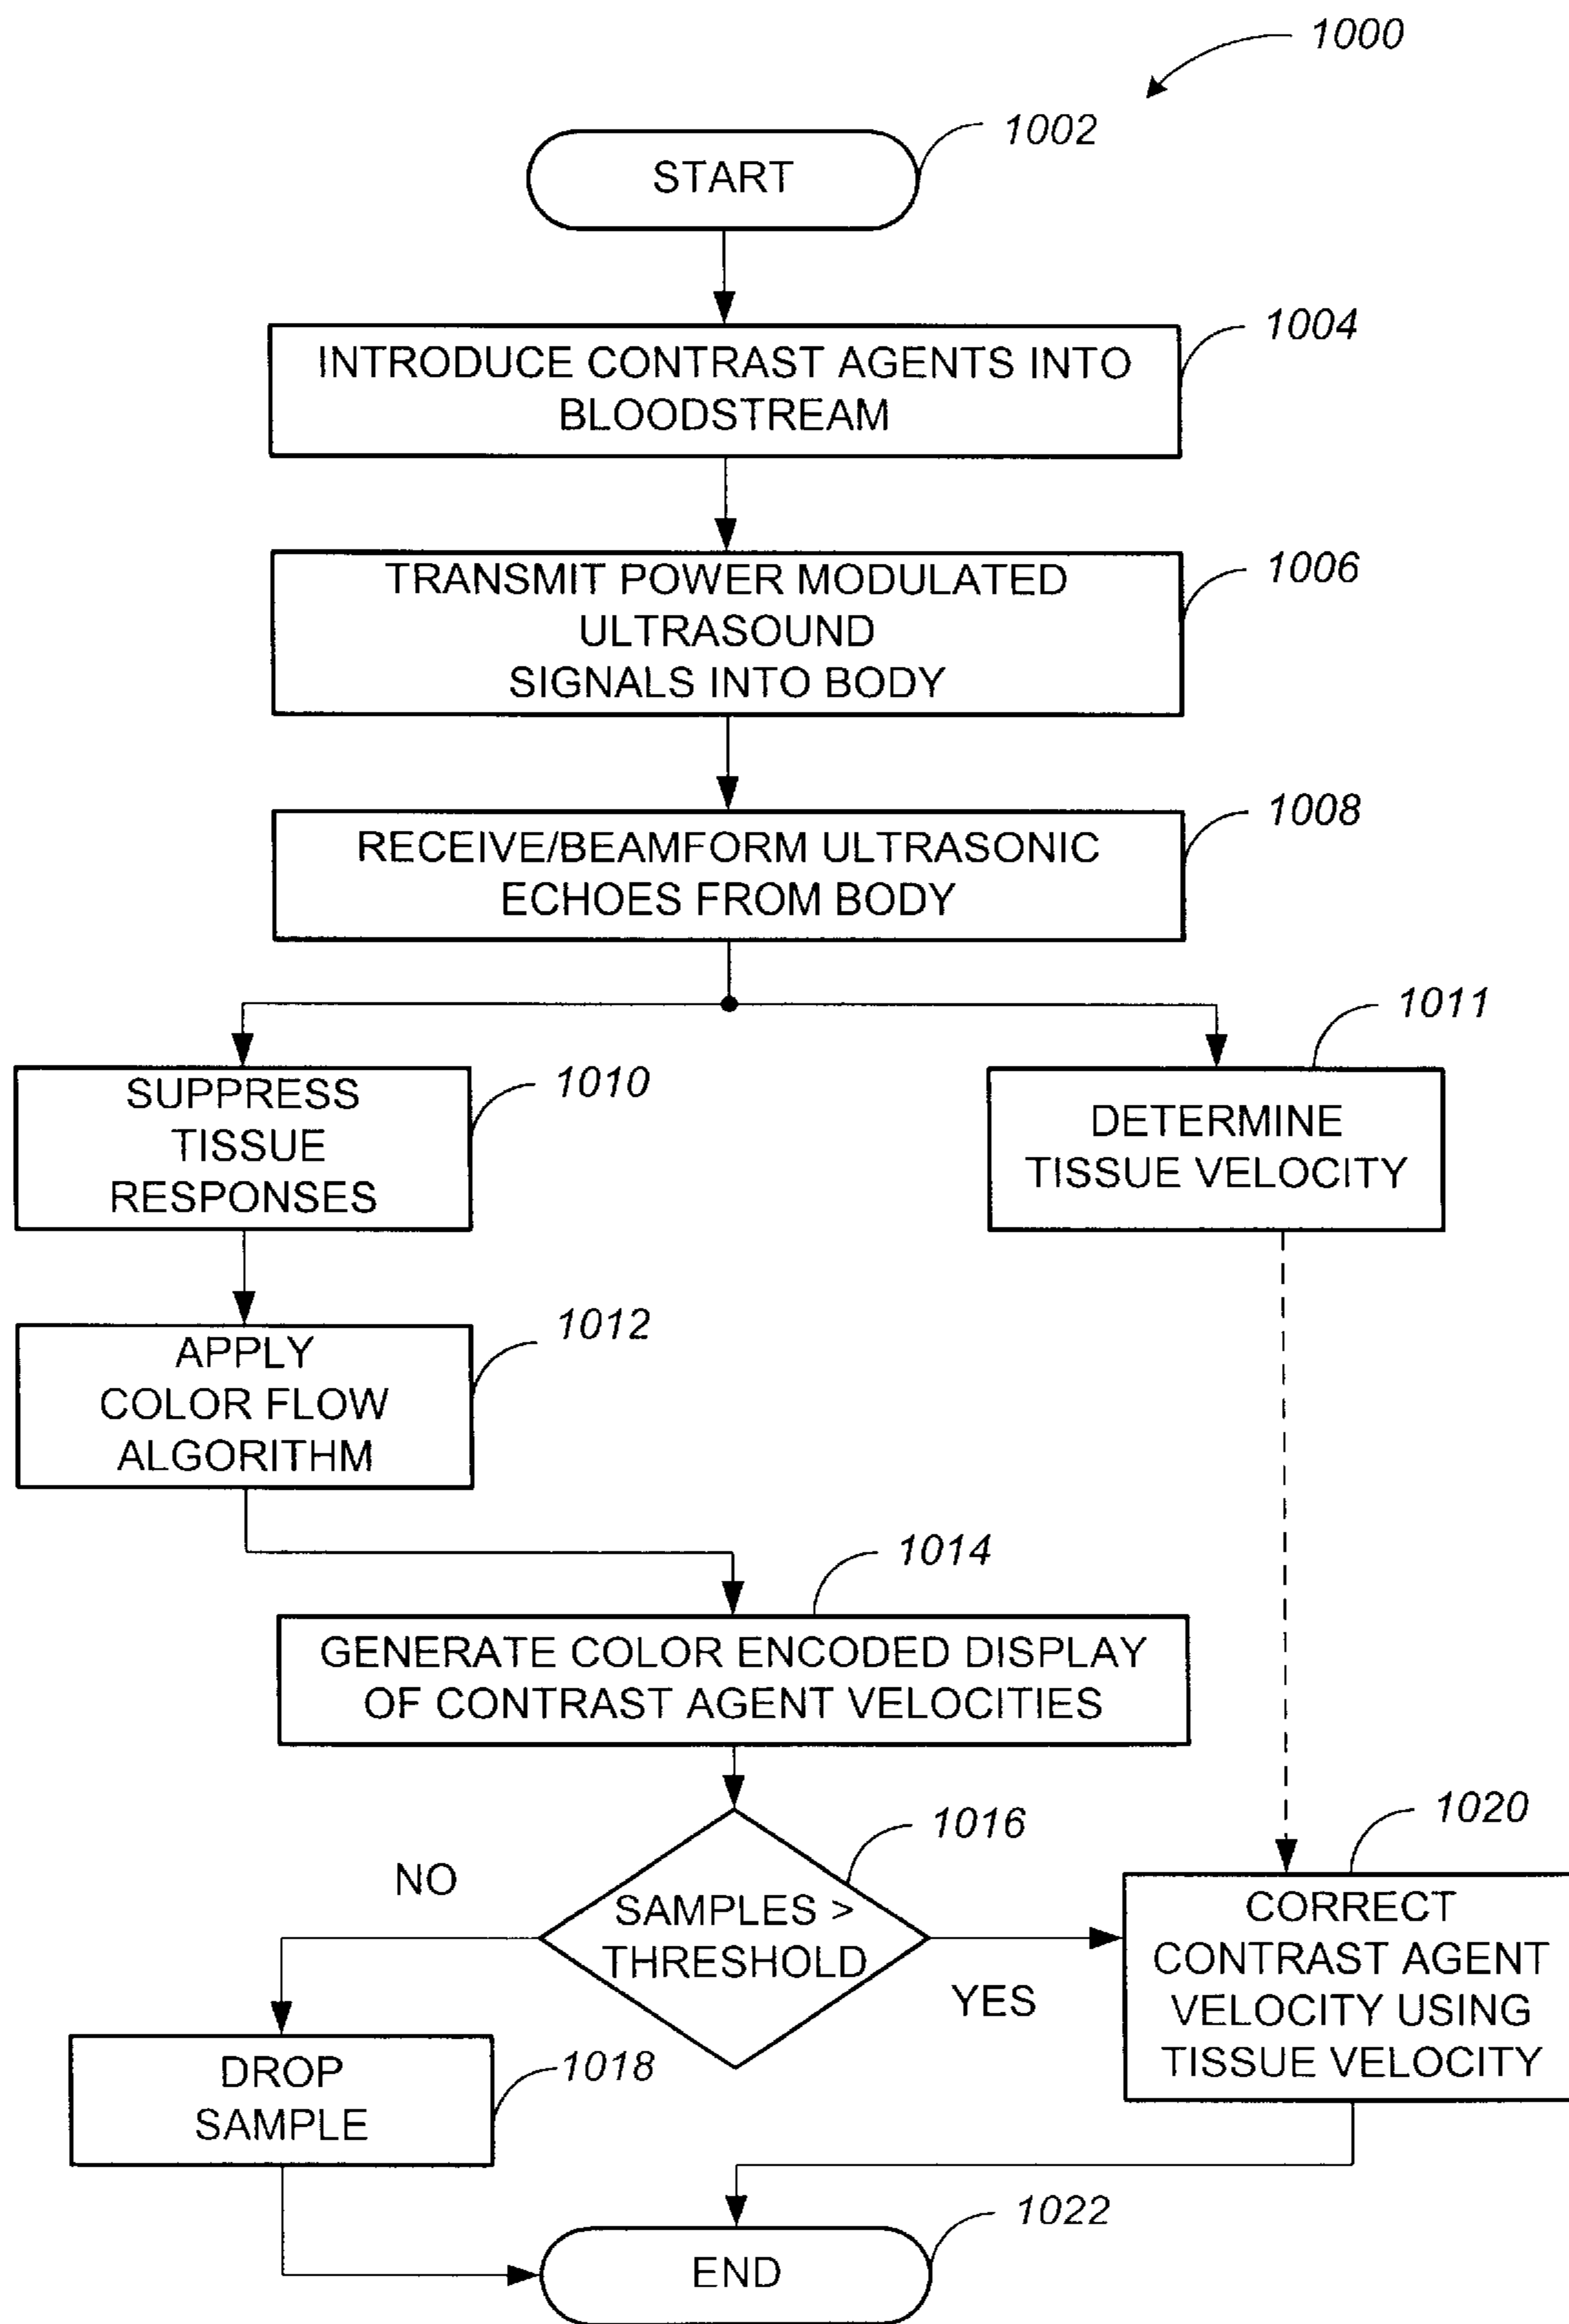 1000
1002
START
1004
INTRODUCE CONTRAST AGENTS INTO
BLOODSTREAM
1006
TRANSMIT POWER MODULATED
ULTRASOUND
SIGNALS INTO BODY
1008
RECEIVE/BEAMFORM ULTRASONIC
ECHOES FROM BODY
1010
SUPPRESS
TISSUE
RESPONSES
1011
DETERMINE
TISSUE VELOCITY
1012
APPLY
COLOR FLOW
ALGORITHM
1014
GENERATE COLOR ENCODED DISPLAY
OF CONTRAST AGENT VELOCITIES
1016
SAMPLES >
THRESHOLD
NO
YES
1020
CORRECT
CONTRAST AGENT
VELOCITY USING
TISSUE VELOCITY
1018
DROP
SAMPLE
1022
END